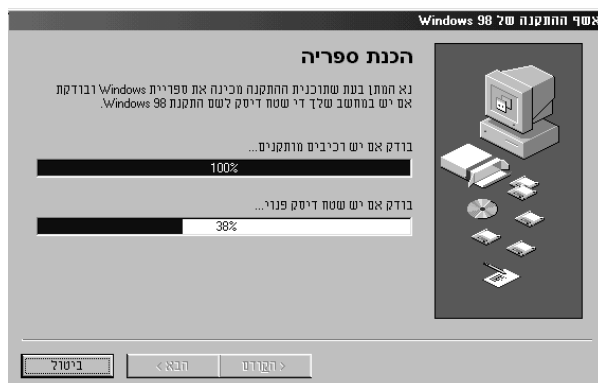 אשף ההתקנה של Windows 98
הכנת ספריה
נא המתן בעת שתוכנית ההתקנה מכינה את ספריית Windows ובודקת
אם יש במחשב שלך די שטח דיסק לשם התקנת Windows 98.
בודק אם יש רכיבים מותקנים...
100%
בודק אם יש שטח דיסק פנוי...
38%
< הקודם
הבא >
ביטול